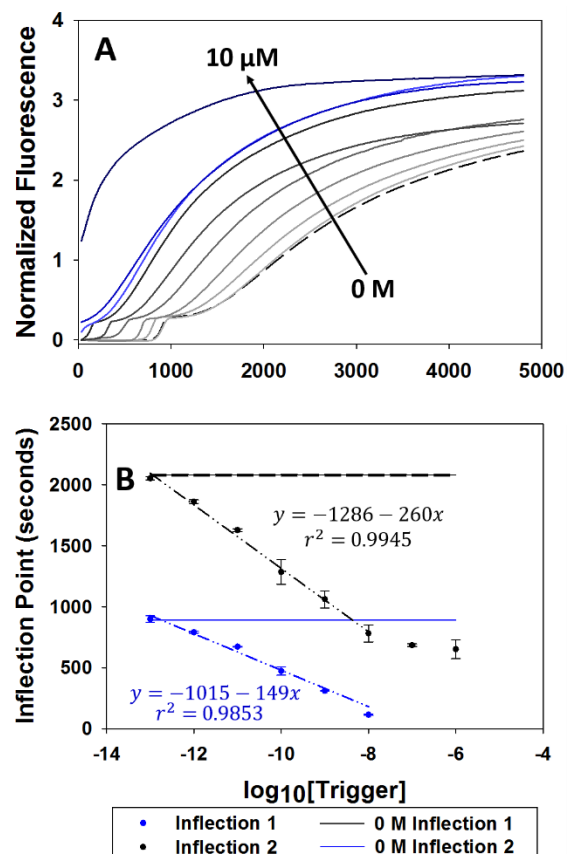 A
10 µM
0 M
Normalized Fluorescence
4
3
2
1
0
0 1000 2000 3000 4000 5000
B
y = −1286 − 260x
r² = 0.9945
y = −1015 − 149x
r² = 0.9853
Inflection Point (seconds)
2500
2000
1500
1000
500
0
-14 -12 -10 -8 -6 -4
log10[Trigger]
Inflection 1 0 M Inflection 1
Inflection 2 0 M Inflection 2